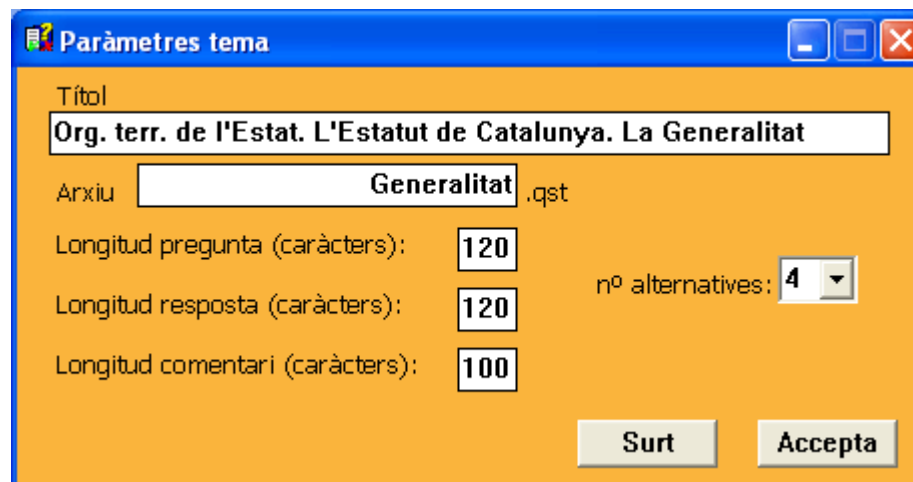 Paràmetres tema
Títol
Org. terr. de l'Estat. L'Estatut de Catalunya. La Generalitat
Arxiu Generalitat .qst
Longitud pregunta (caràcters): 120
nº alternatives: 4
Longitud resposta (caràcters): 120
Longitud comentari (caràcters): 100
Surt Accepta